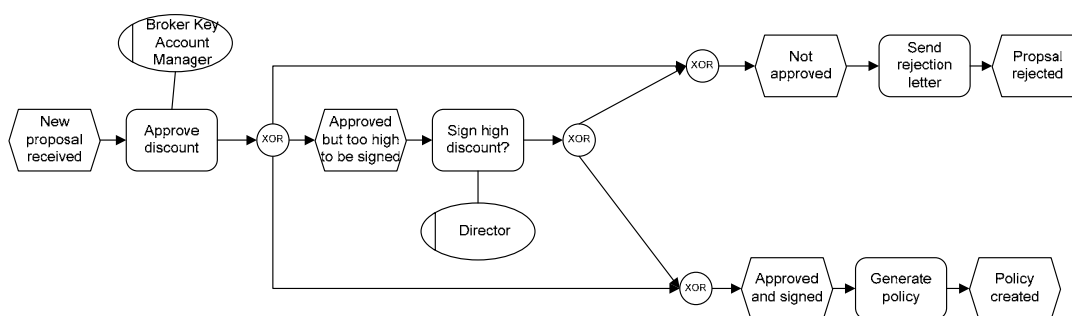 Broker Key
Account
Manager
New
proposal
received
Approve
discount
XOR
Approved
but too high
to be signed
Sign high
discount?
XOR
Director
XOR
Not
approved
Send
rejection
letter
Propsal
rejected
XOR
Approved
and signed
Generate
policy
Policy
created